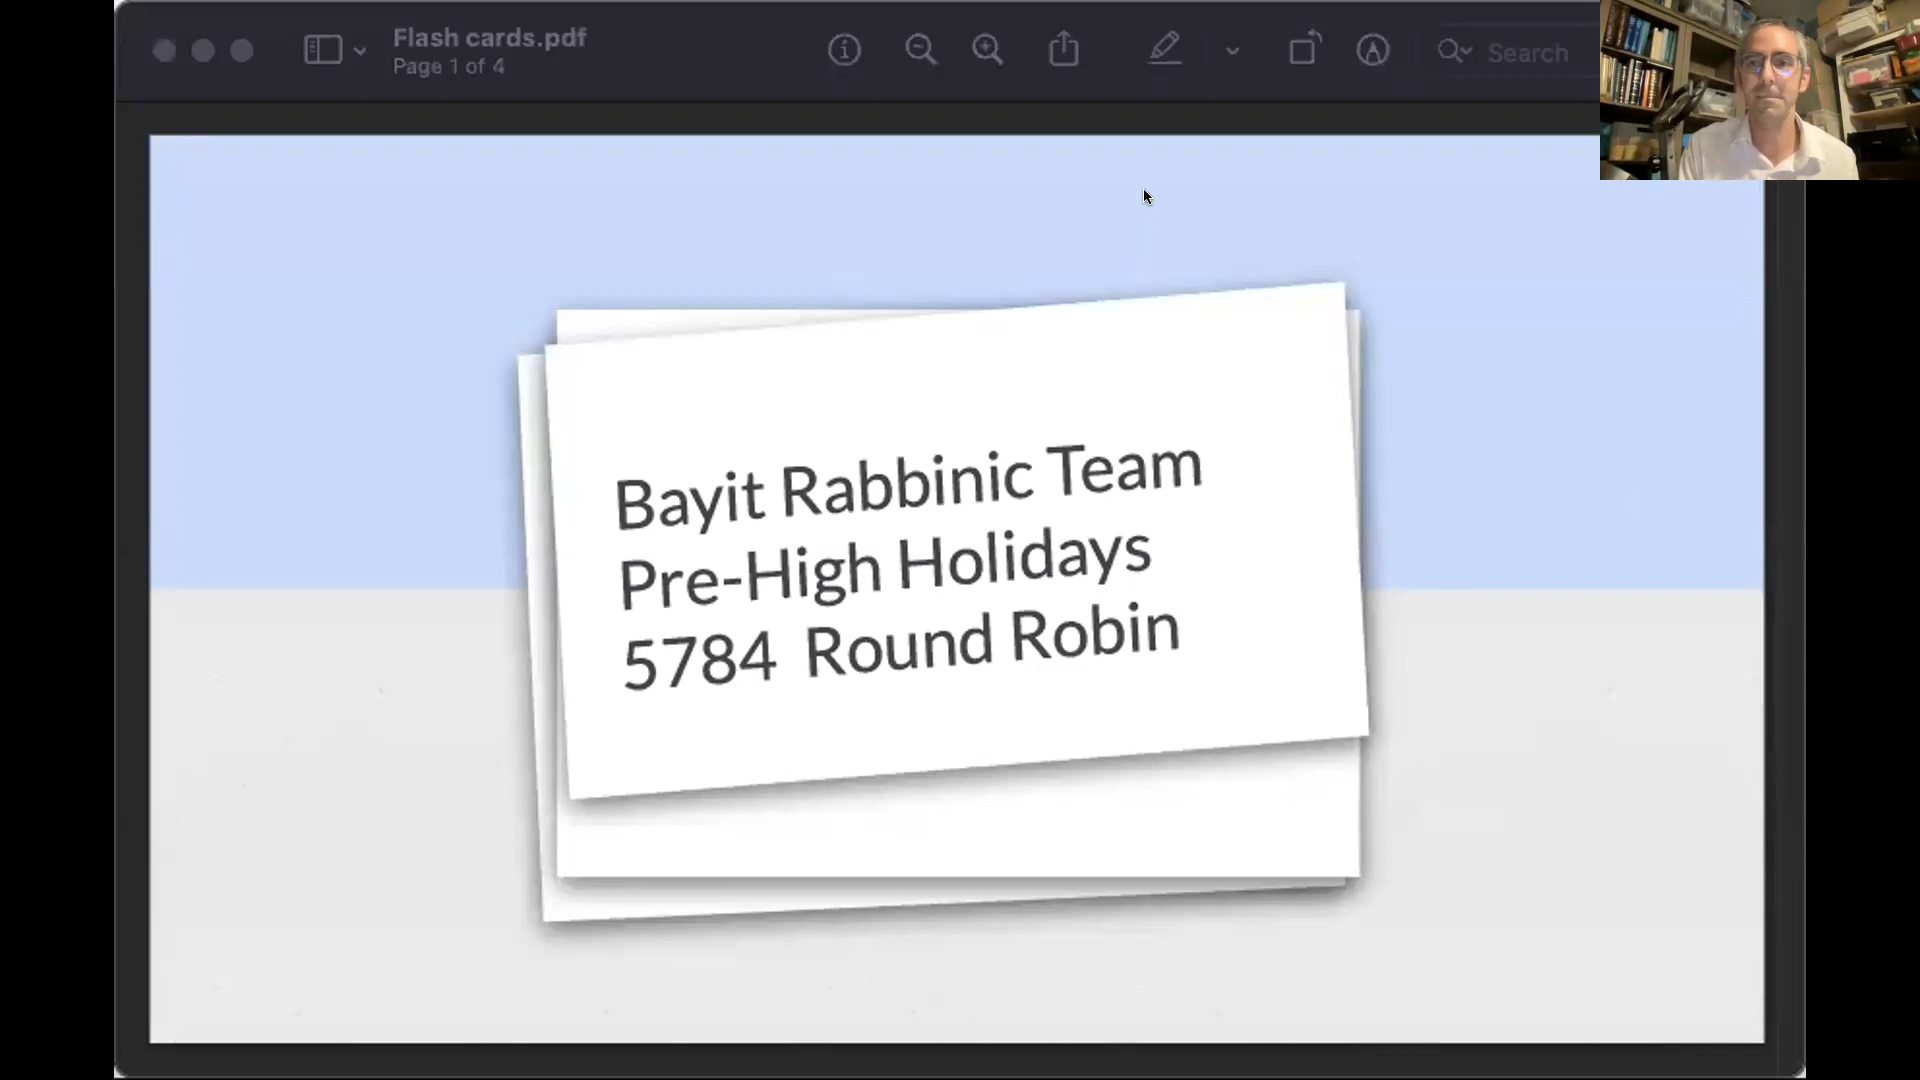 Flash cards.pdf
Page 1 of 4
Search
Bayit Rabbinic Team
Pre-High Holidays
5784 Round Robin